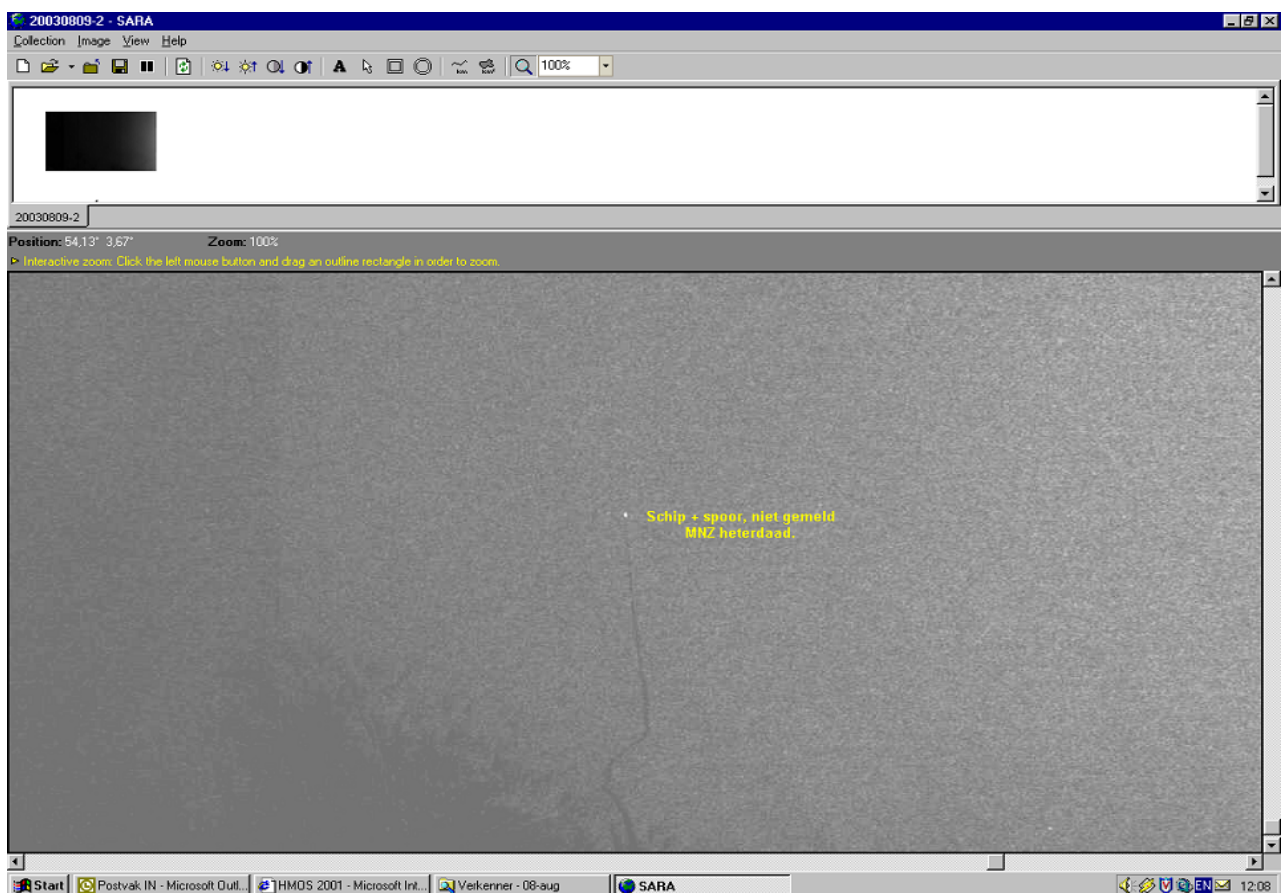 20030809-2 - SARA
Collection Image View Help
A 100%
20030809-2
Position: 54,13° 3,67° Zoom: 100%
Interactive zoom: Click the left mouse button and drag an outline rectangle in order to zoom.
Schip + spoor, niet gemeld
MNZ heterdaad.
Start Postvak IN - Microsoft Outl... HMOS 2001 - Microsoft Int... Verkenner - 08-aug SARA EN 12:08